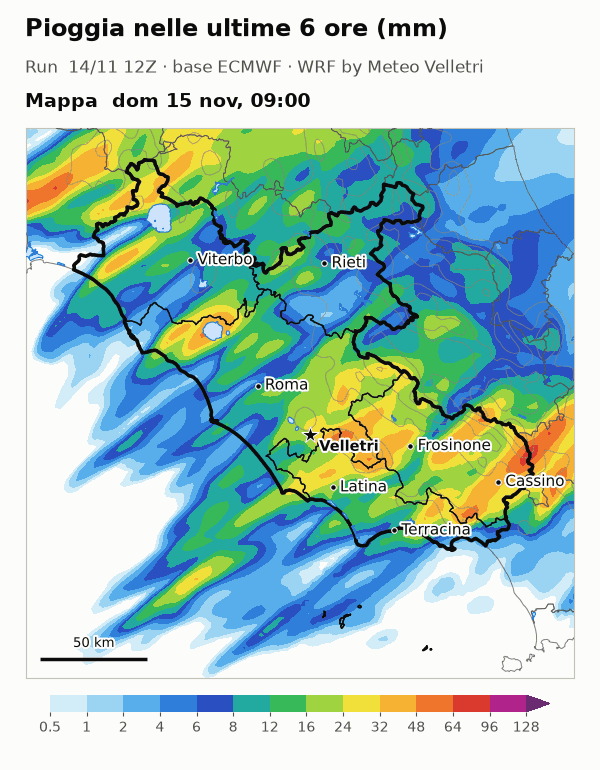 Pioggia nelle ultime 6 ore (mm)
Run 14/11 12Z · base ECMWF · WRF by Meteo Velletri
Mappa dom 15 nov, 09:00
Viterbo
Rieti
Roma
Velletri
Frosinone
Cassino
Latina
Terracina
50 km
0.5 1 2 4 6 8 12 16 24 32 48 64 96 128